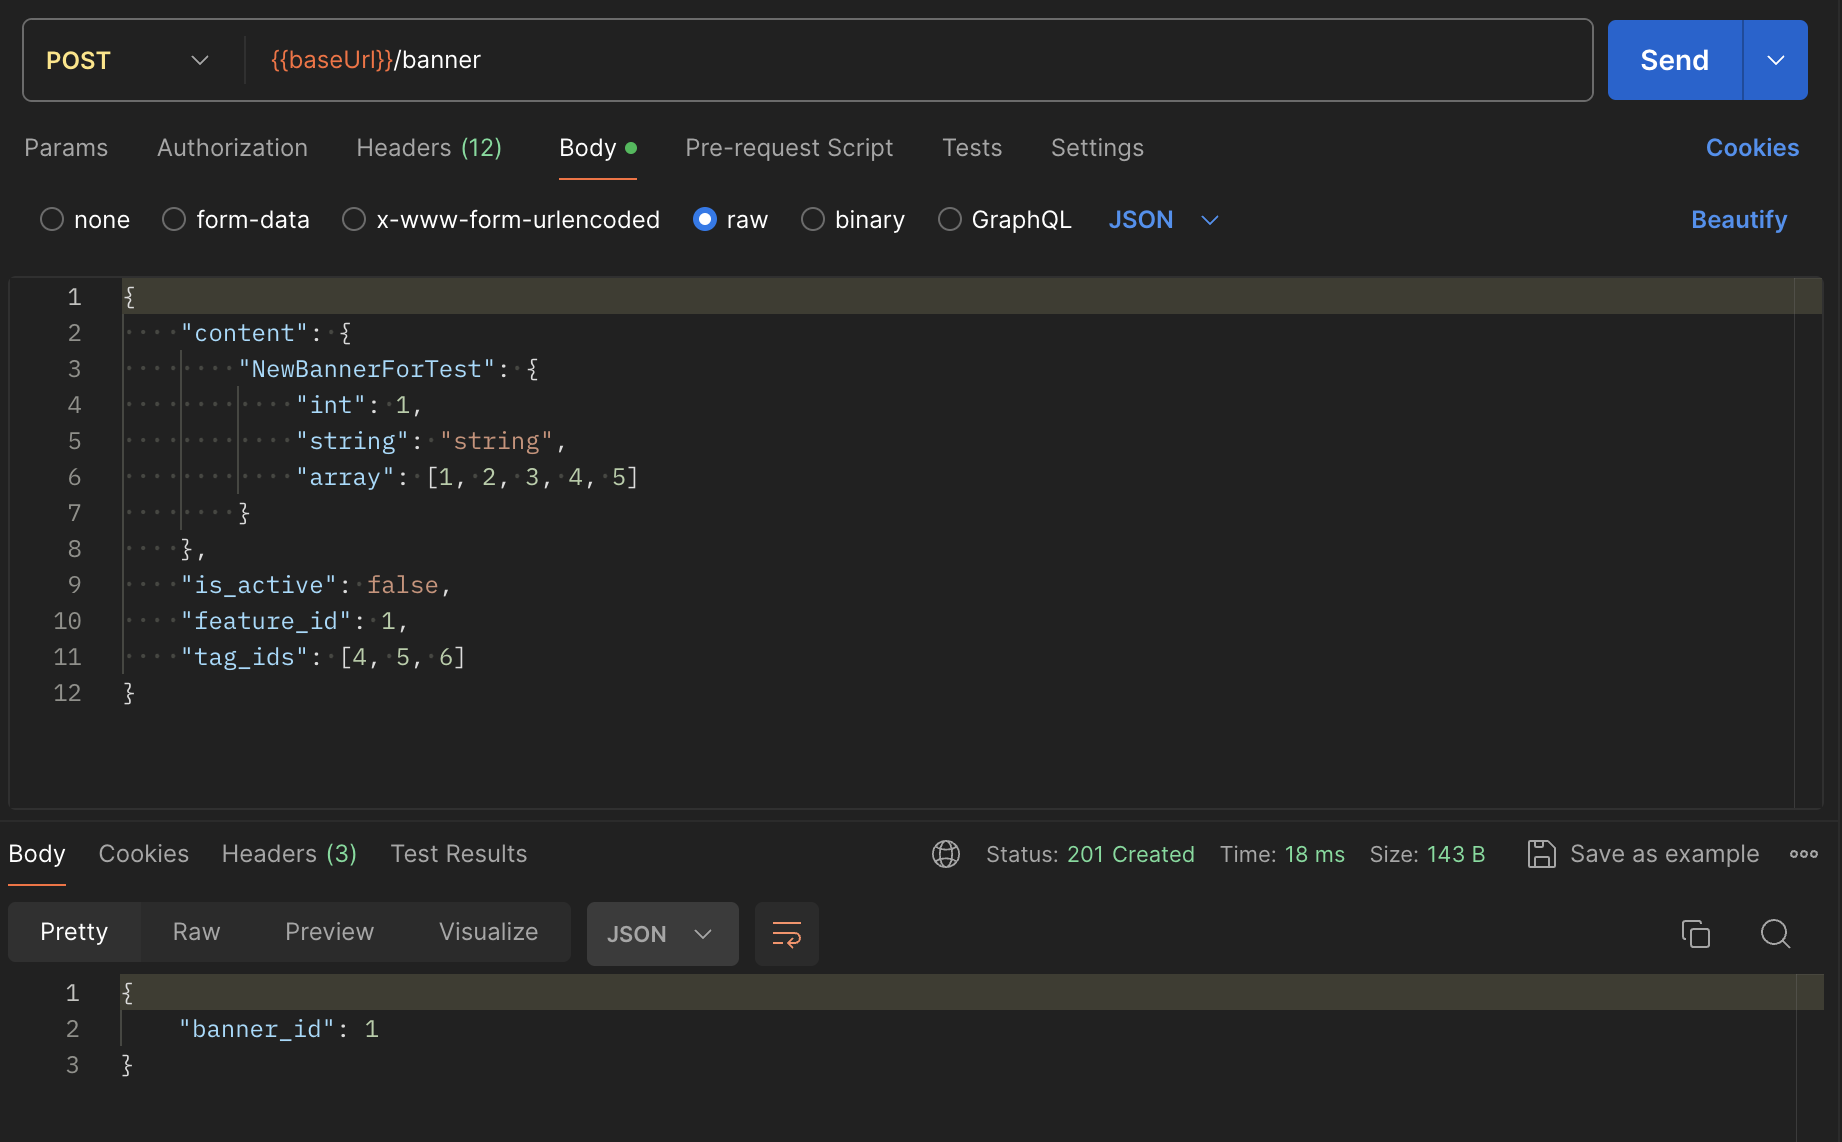 POST {{baseUrl}}/banner Send
Params Authorization Headers (12) Body Pre-request Script Tests Settings Cookies
none form-data x-www-form-urlencoded raw binary GraphQL JSON Beautify
1 {
2 "content": {
3 "NewBannerForTest": {
4 "int": 1,
5 "string": "string",
6 "array": [1, 2, 3, 4, 5]
7 }
8 },
9 "is_active": false,
10 "feature_id": 1,
11 "tag_ids": [4, 5, 6]
12 }
Body Cookies Headers (3) Test Results Status: 201 Created Time: 18 ms Size: 143 B Save as example
Pretty Raw Preview Visualize JSON
1 {
2 "banner_id": 1
3 }